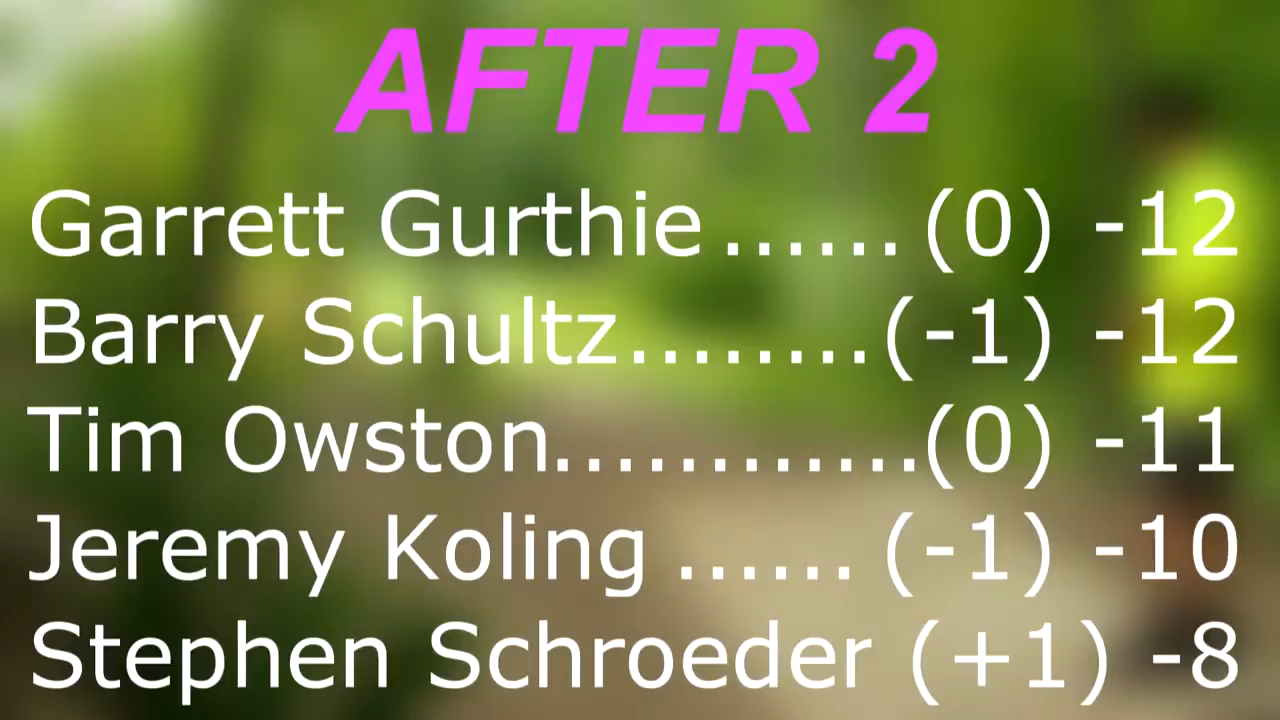 AFTER 2
Garrett Gurthie ...... (0) -12
Barry Schultz........(-1) -12
Tim Owston............(0) -11
Jeremy Koling ...... (-1) -10
Stephen Schroeder (+1) -8